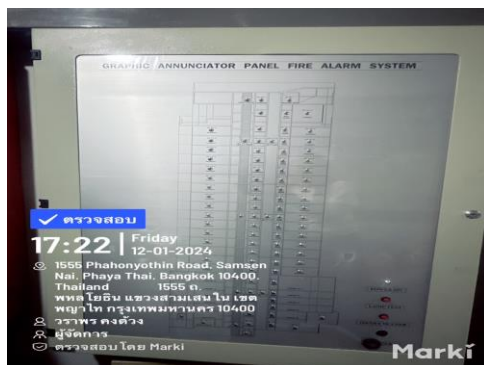 GRAPHIC ANNUNCIATOR PANEL FIRE ALARM SYSTEM
ตรวจสอบ
17:22
Friday
12-01-2024
1555 Phahonyothin Road, Samsen
Nai, Phaya Thai, Bangkok 10400,
Thailand 1555 ถ.
พหลโยธิน แขวงสามเสนใน เขต
พญาไท กรุงเทพมหานคร 10400
วราพร คงด้วง
ผู้จัดการ
ตรวจสอบโดย Marki
Marki